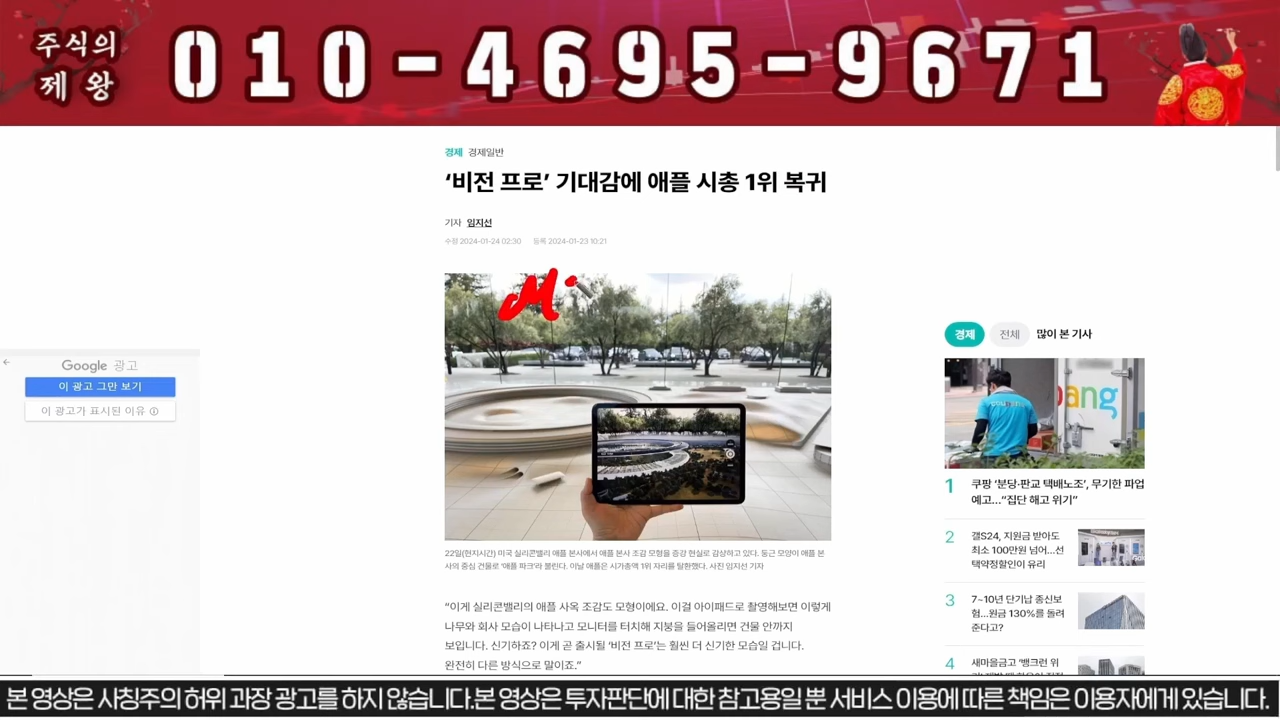 주식의
제 왕
010-4695-9671
경제 경제일반
‘비전 프로’ 기대감에 애플 시총 1위 복귀
기자 임지선
수정 2024-01-24 02:30 등록 2024-01-23 10:21
22일(현지시간) 미국 실리콘밸리 애플 본사에서 애플 본사 조감 모형을 증강 현실로 감상하고 있다. 둥근 모양이 애플 본
사의 중심 건물로 ‘애플 파크’라 불린다. 이날 애플은 시가총액 1위 자리를 탈환했다. 사진 임지선 기자
“이게 실리콘밸리의 애플 사옥 조감도 모형이에요. 이걸 아이패드로 촬영해보면 이렇게
나무와 회사 모습이 나타나고 모니터를 터치해 지붕을 들어올리면 건물 안까지
보입니다. 신기하죠? 이게 곧 출시될 ‘비전 프로’는 훨씬 더 신기한 모습일 겁니다.
완전히 다른 방식으로 말이죠.”
Google 광고
이 광고 그만 보기
이 광고가 표시된 이유
경제 전체 많이 본 기사
ang
1 쿠팡 ‘분당·판교 택배노조’, 무기한 파업
예고…“집단 해고 위기”
2 갤S24, 지원금 받아도
최소 100만원 넘어…선
택약정할인이 유리
3 7~10년 단기납 종신보
험…원금 130%를 돌려
준다고?
4 새마을금고 ‘뱅크런 위
본 영상은 사칭주의 허위 과장 광고를 하지 않습니다.본 영상은 투자판단에 대한 참고용일 뿐 서비스 이용에 따른 책임은 이용자에게 있습니다.